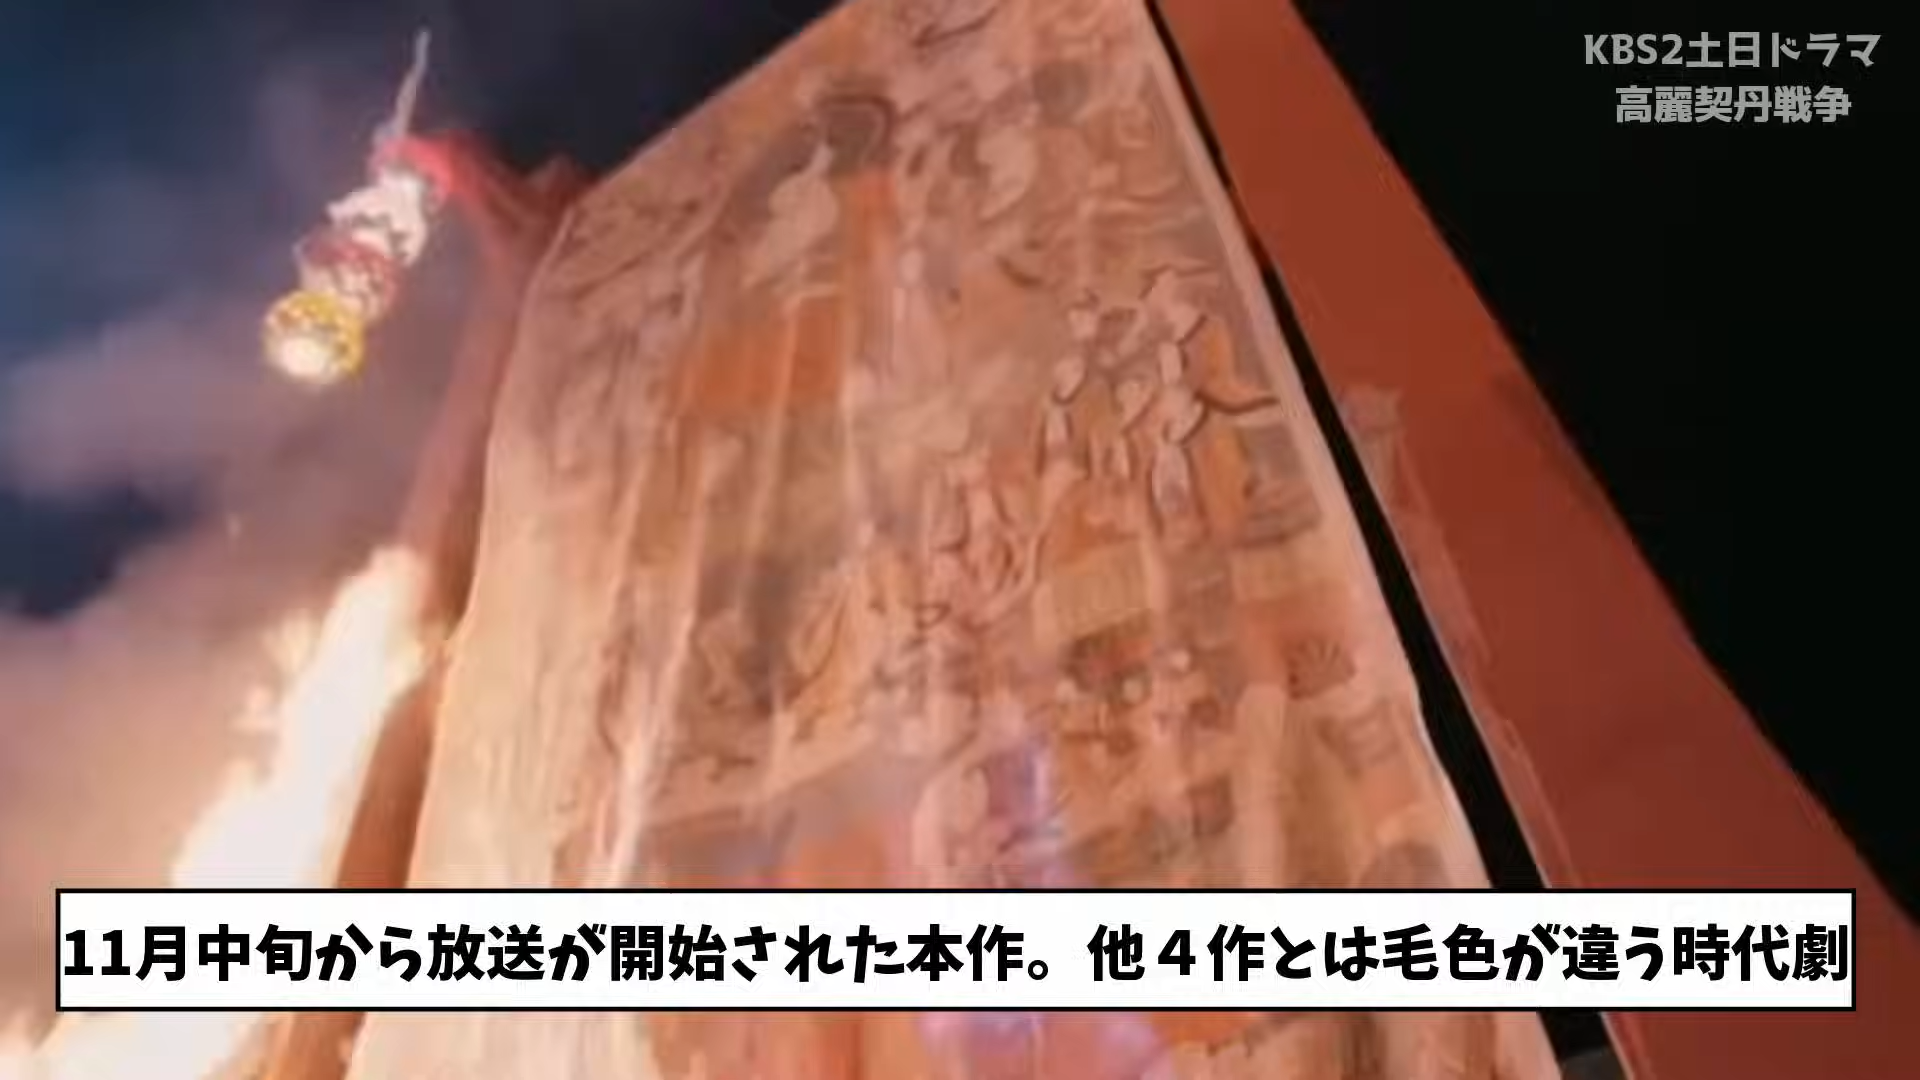 KBS2土日ドラマ
高麗契丹戦争
11月中旬から放送が開始された本作。他４作とは毛色が違う時代劇